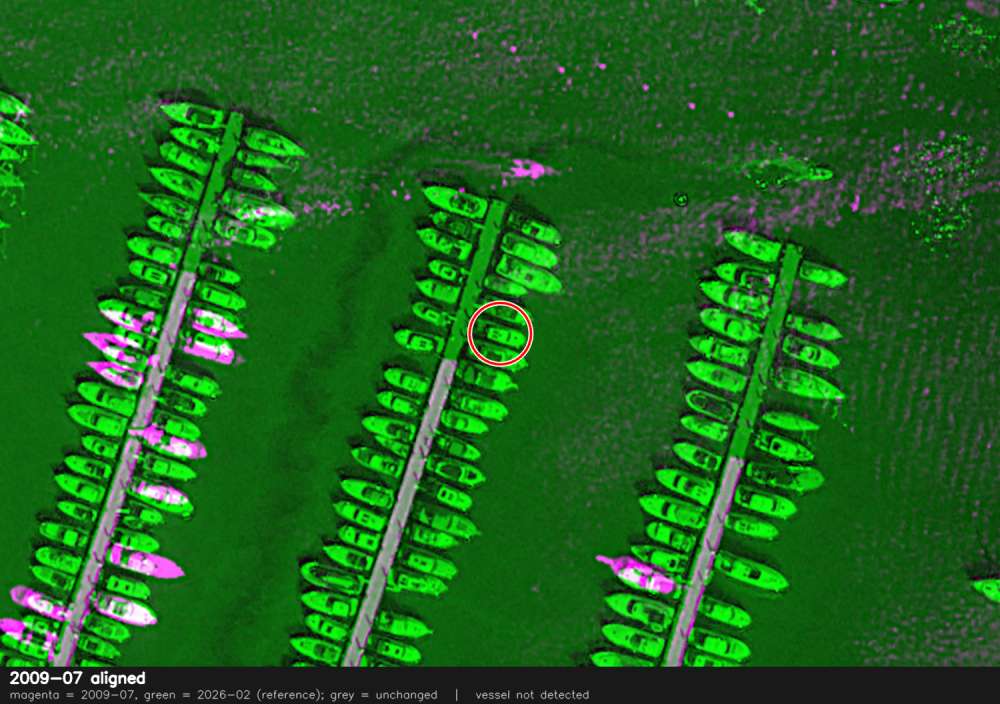 2009-07 aligned
magenta = 2009-07, green = 2026-02 (reference); grey = unchanged | vessel not detected